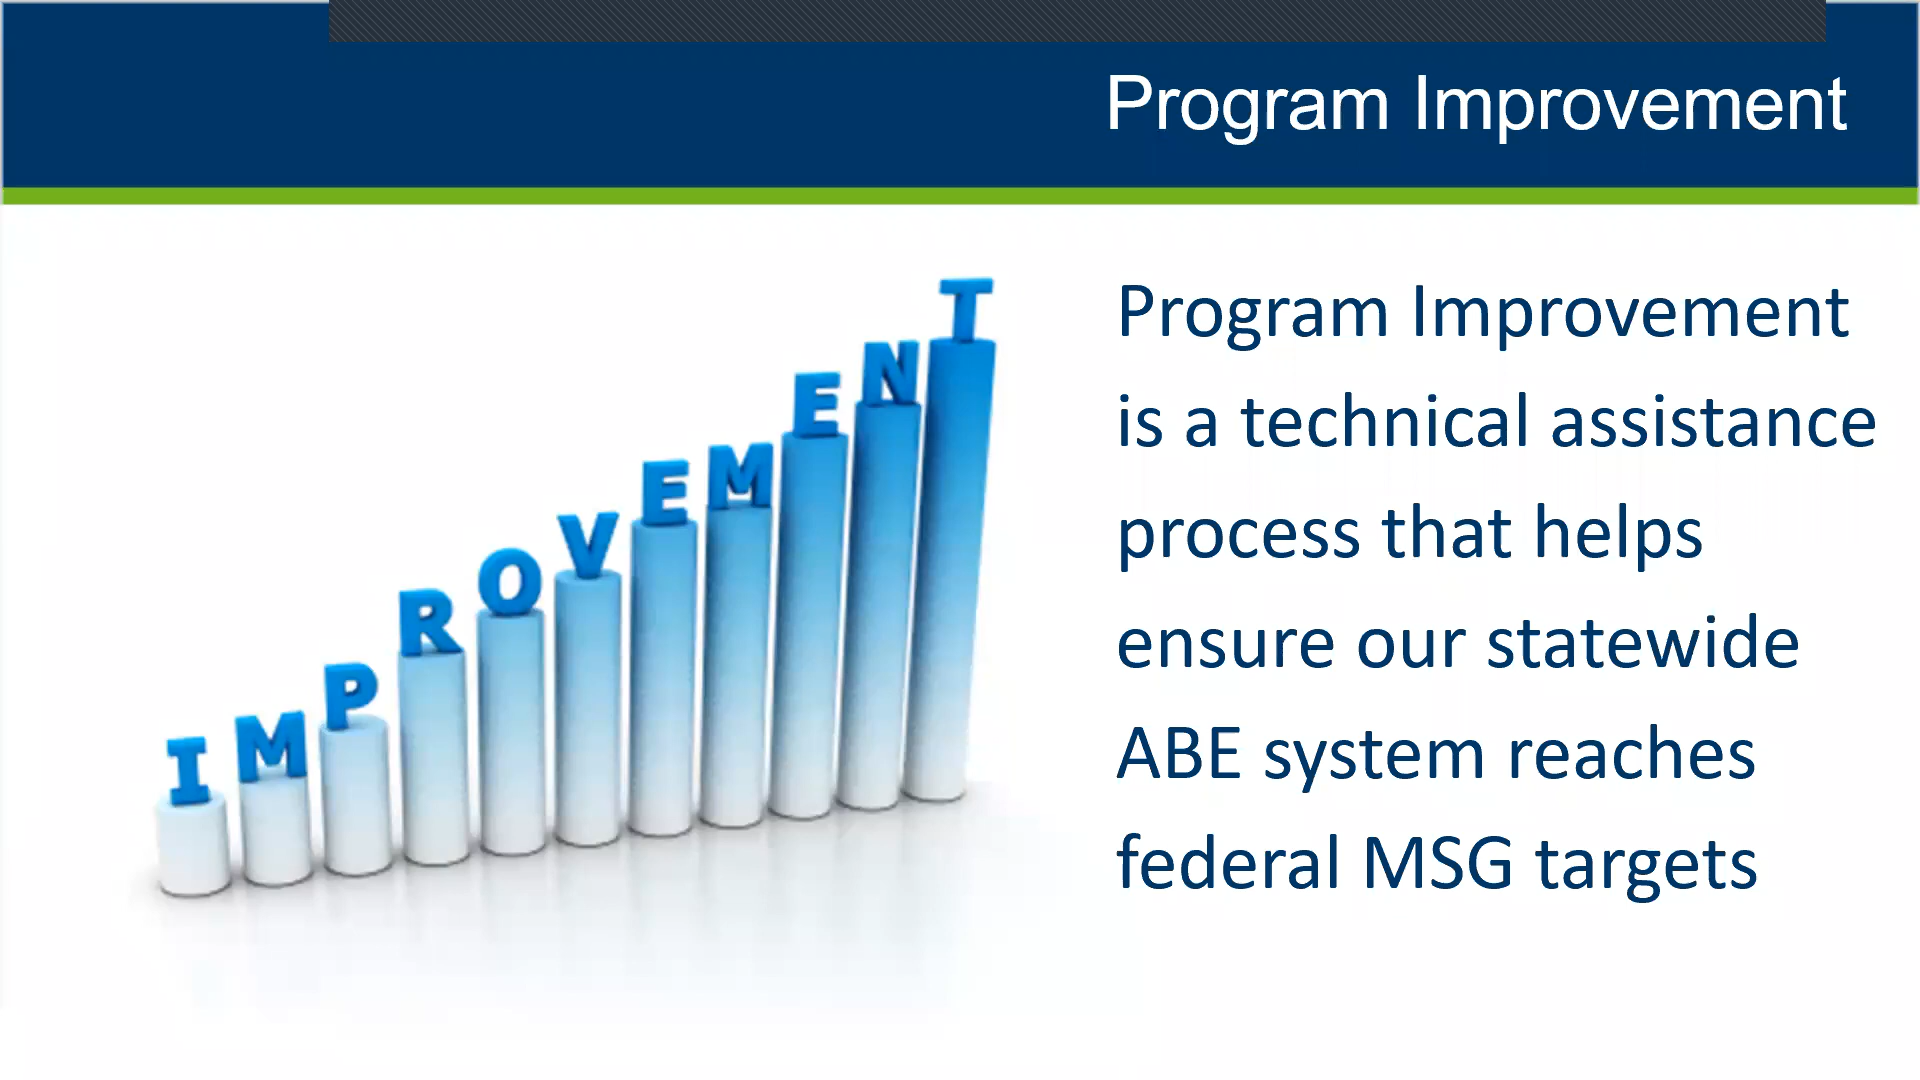 Program Improvement
IMPROVEMENT
Program Improvement
is a technical assistance
process that helps
ensure our statewide
ABE system reaches
federal MSG targets